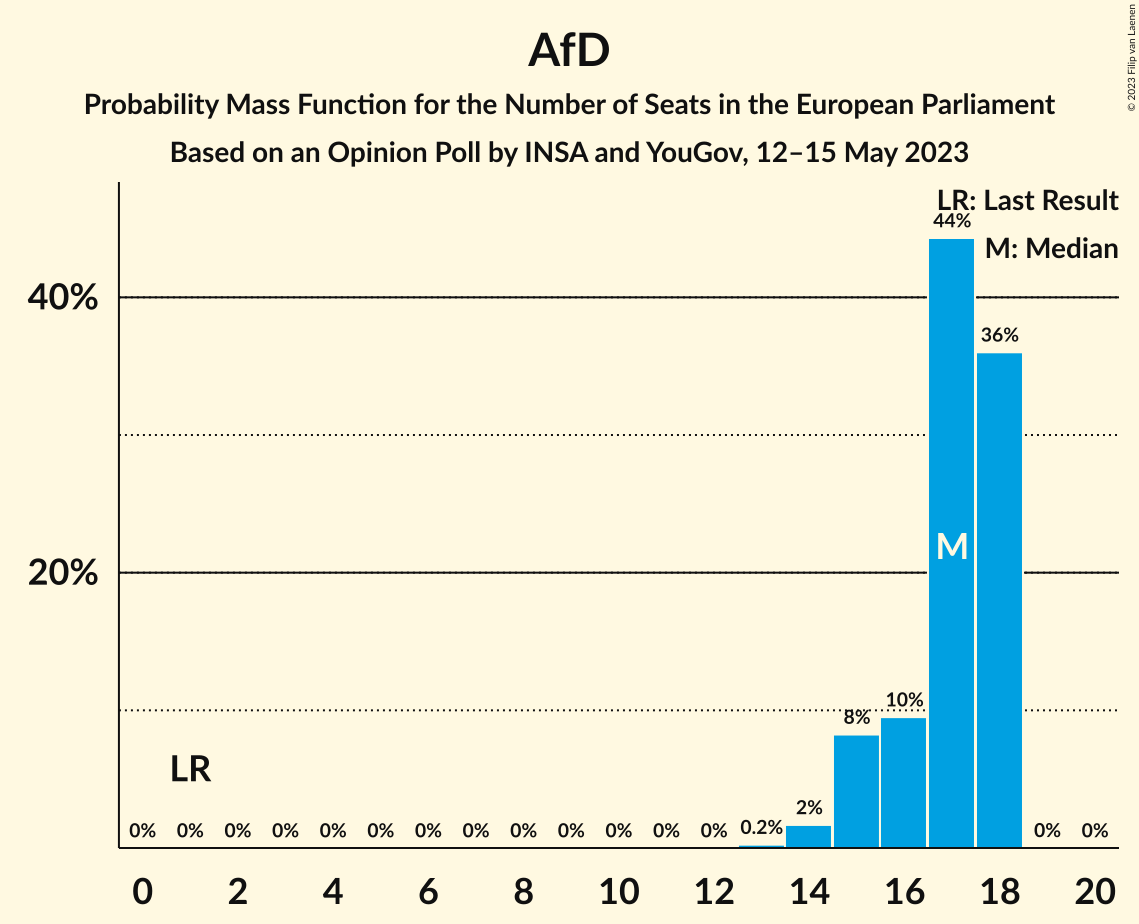 AfD
Probability Mass Function for the Number of Seats in the European Parliament
Based on an Opinion Poll by INSA and YouGov, 12–15 May 2023
© 2023 Filip van Laenen
LR: Last Result
M: Median
44%
40%
36%
M
20%
10%
8%
LR
2%
0% 0% 0% 0% 0% 0% 0% 0% 0% 0% 0% 0% 0% 0.2% 0% 0%
0 2 4 6 8 10 12 14 16 18 20